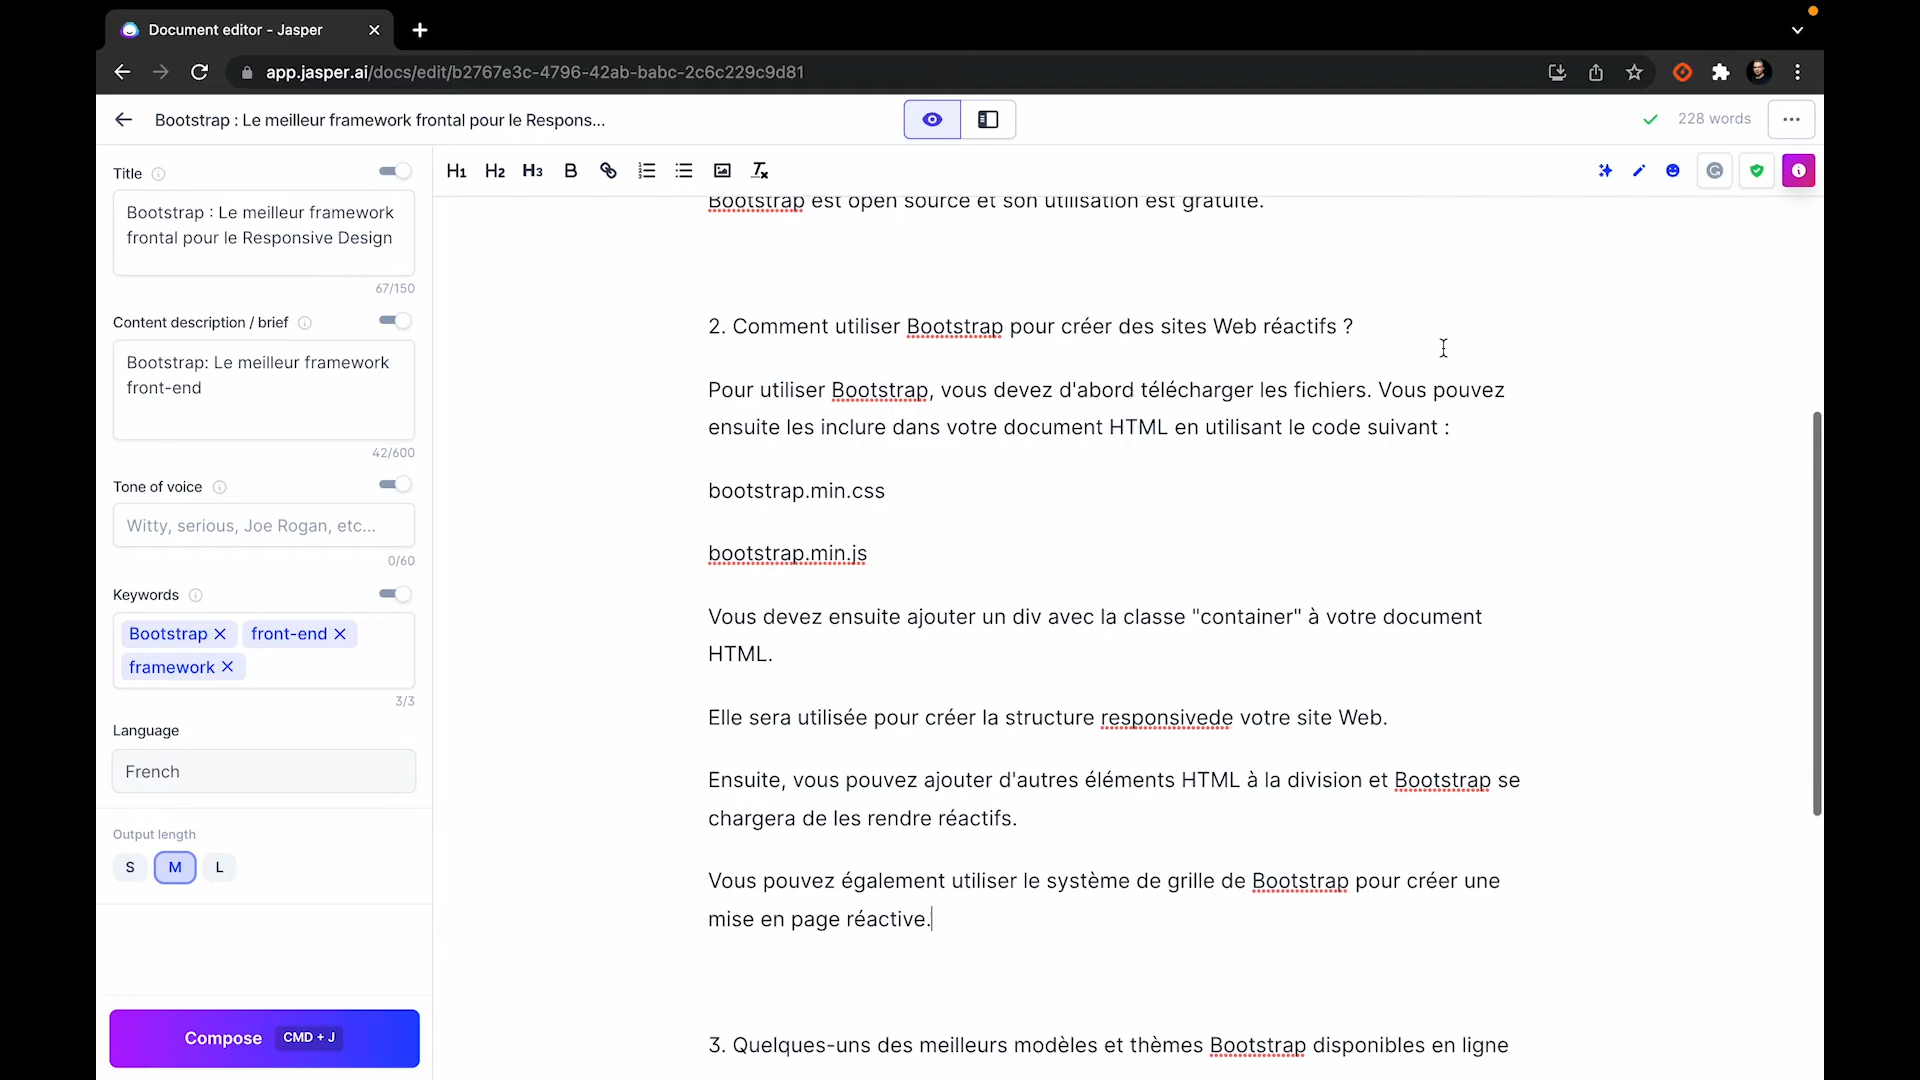 Document editor - Jasper
app.jasper.ai/docs/edit/b2767e3c-4796-42ab-babc-2c6c229c9d81
Bootstrap : Le meilleur framework frontal pour le Respons...
228 words
Title
Bootstrap : Le meilleur framework
frontal pour le Responsive Design
67/150
Content description / brief
Bootstrap: Le meilleur framework
front-end
42/600
Tone of voice
Witty, serious, Joe Rogan, etc...
0/60
Keywords
Bootstrap
front-end
framework
3/3
Language
French
Output length
S M L
Compose CMD + J
H1 H2 H3 B
Bootstrap est open source et son utilisation est gratuite.
2. Comment utiliser Bootstrap pour créer des sites Web réactifs ?
Pour utiliser Bootstrap, vous devez d'abord télécharger les fichiers. Vous pouvez
ensuite les inclure dans votre document HTML en utilisant le code suivant :
bootstrap.min.css
bootstrap.min.js
Vous devez ensuite ajouter un div avec la classe "container" à votre document
HTML.
Elle sera utilisée pour créer la structure responsivede votre site Web.
Ensuite, vous pouvez ajouter d'autres éléments HTML à la division et Bootstrap se
chargera de les rendre réactifs.
Vous pouvez également utiliser le système de grille de Bootstrap pour créer une
mise en page réactive.
3. Quelques-uns des meilleurs modèles et thèmes Bootstrap disponibles en ligne